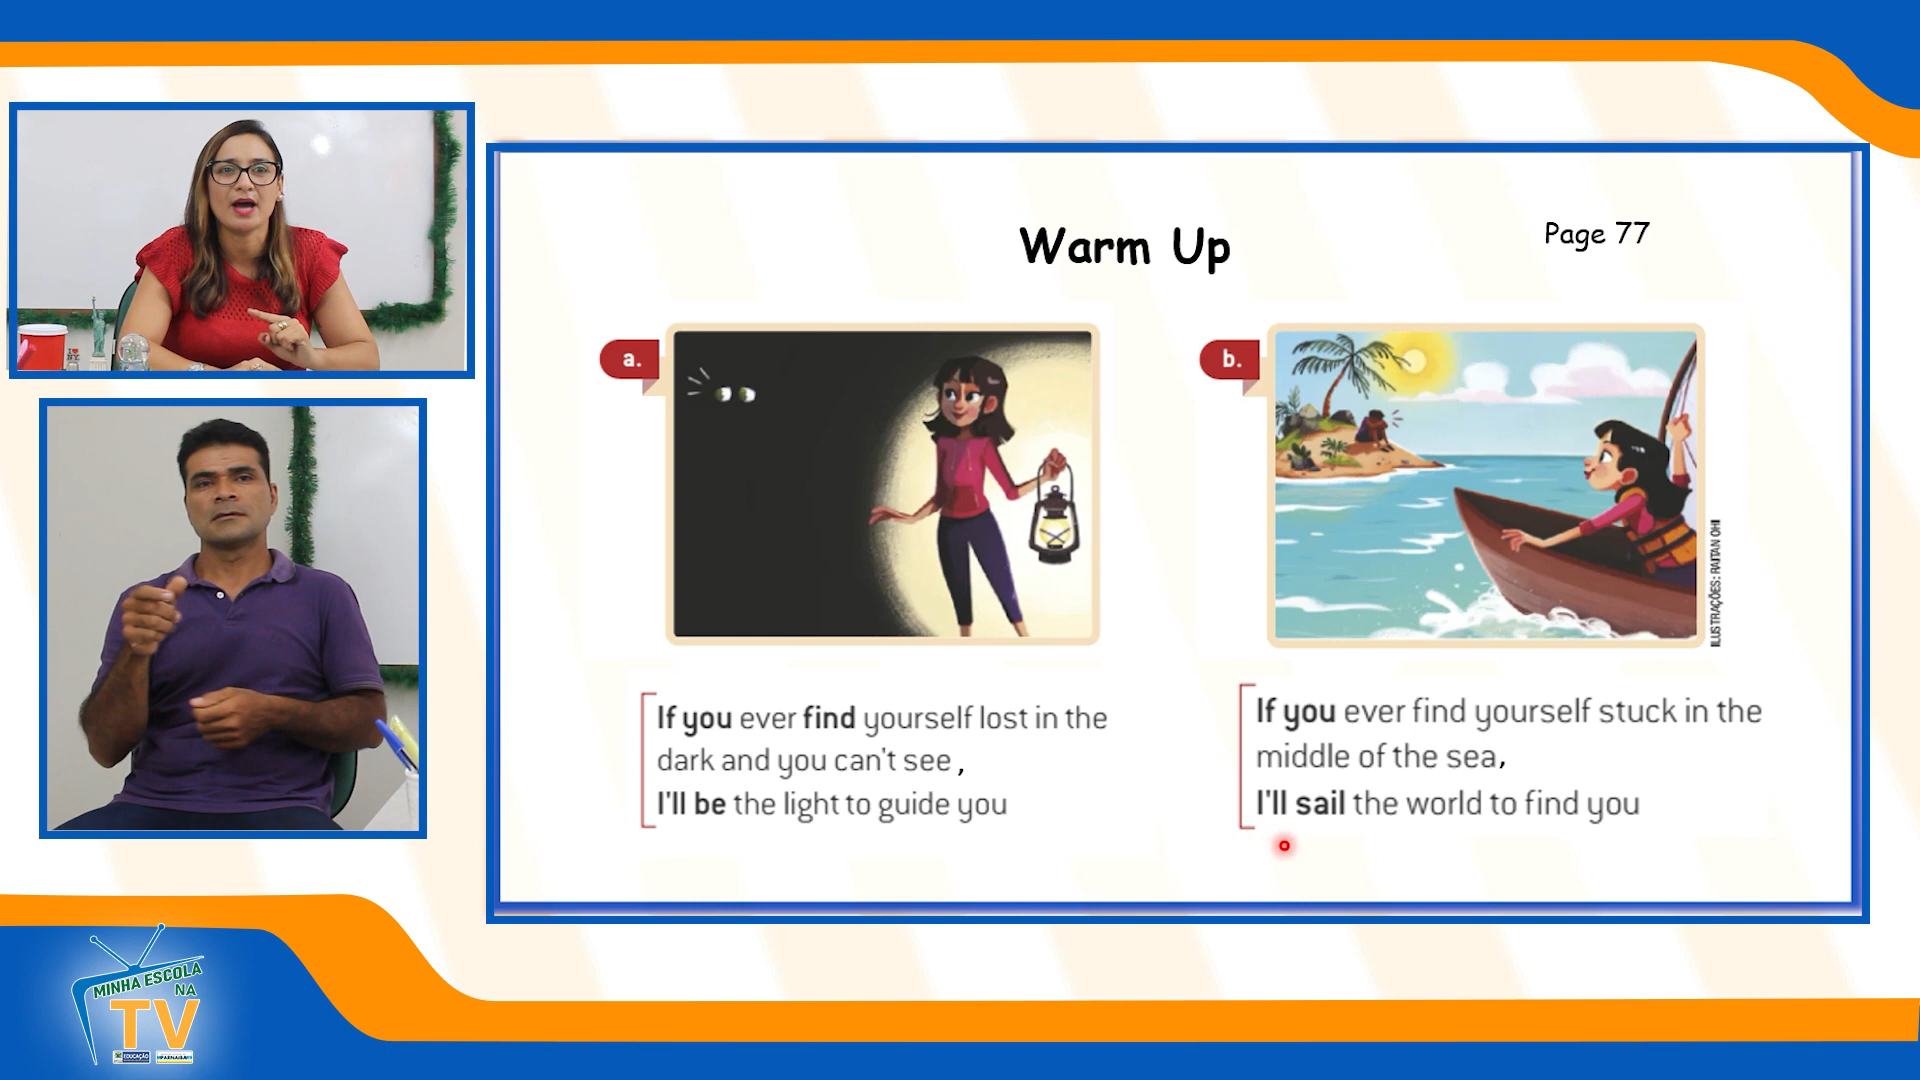 Warm Up
Page 77
a.
b.
If you ever find yourself lost in the
dark and you can't see ,
I'll be the light to guide you
If you ever find yourself stuck in the
middle of the sea,
I'll sail the world to find you
ILUSTRAÇÕES: RAITAN OHI
MINHA ESCOLA
NA
TV
EDUCAÇÃO
PARNAÍBA